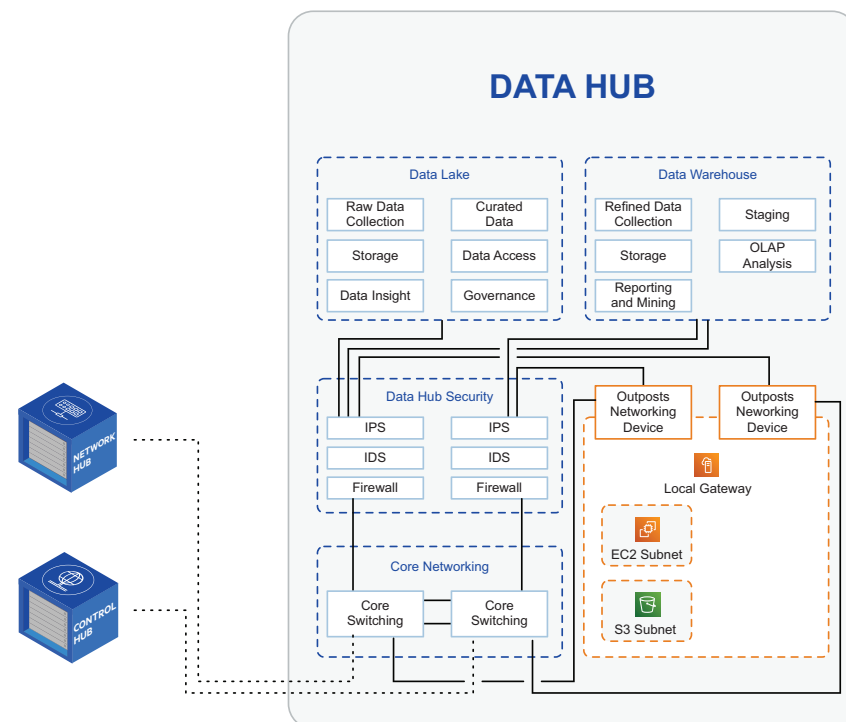 DATA HUB
Data Lake
Raw Data
Collection
Curated
Data
Storage
Data Access
Data Insight
Governance
Data Warehouse
Refined Data
Collection
Staging
Storage
OLAP
Analysis
Reporting
and Mining
Data Hub Security
IPS
IPS
IDS
IDS
Firewall
Firewall
Outposts
Networking
Device
Outposts
Neworking
Device
Local Gateway
EC2 Subnet
S3 Subnet
Core Networking
Core
Switching
Core
Switching
NETWORK
HUB
CONTROL
HUB